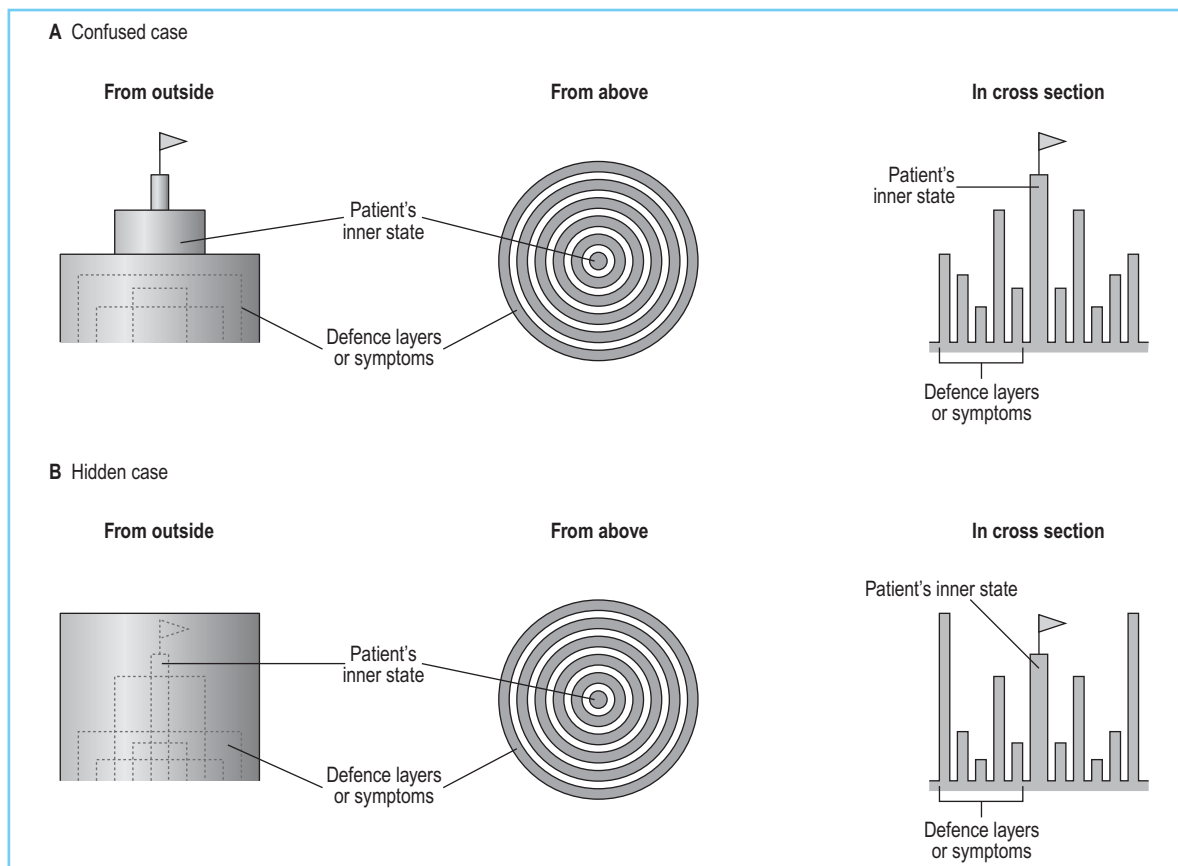 A Confused case
From outside
From above
In cross section
Patient's
inner state
Patient's
inner state
Defence layers
or symptoms
Defence layers
or symptoms
B Hidden case
From outside
From above
In cross section
Patient's inner state
Patient's
inner state
Defence layers
or symptoms
Defence layers
or symptoms